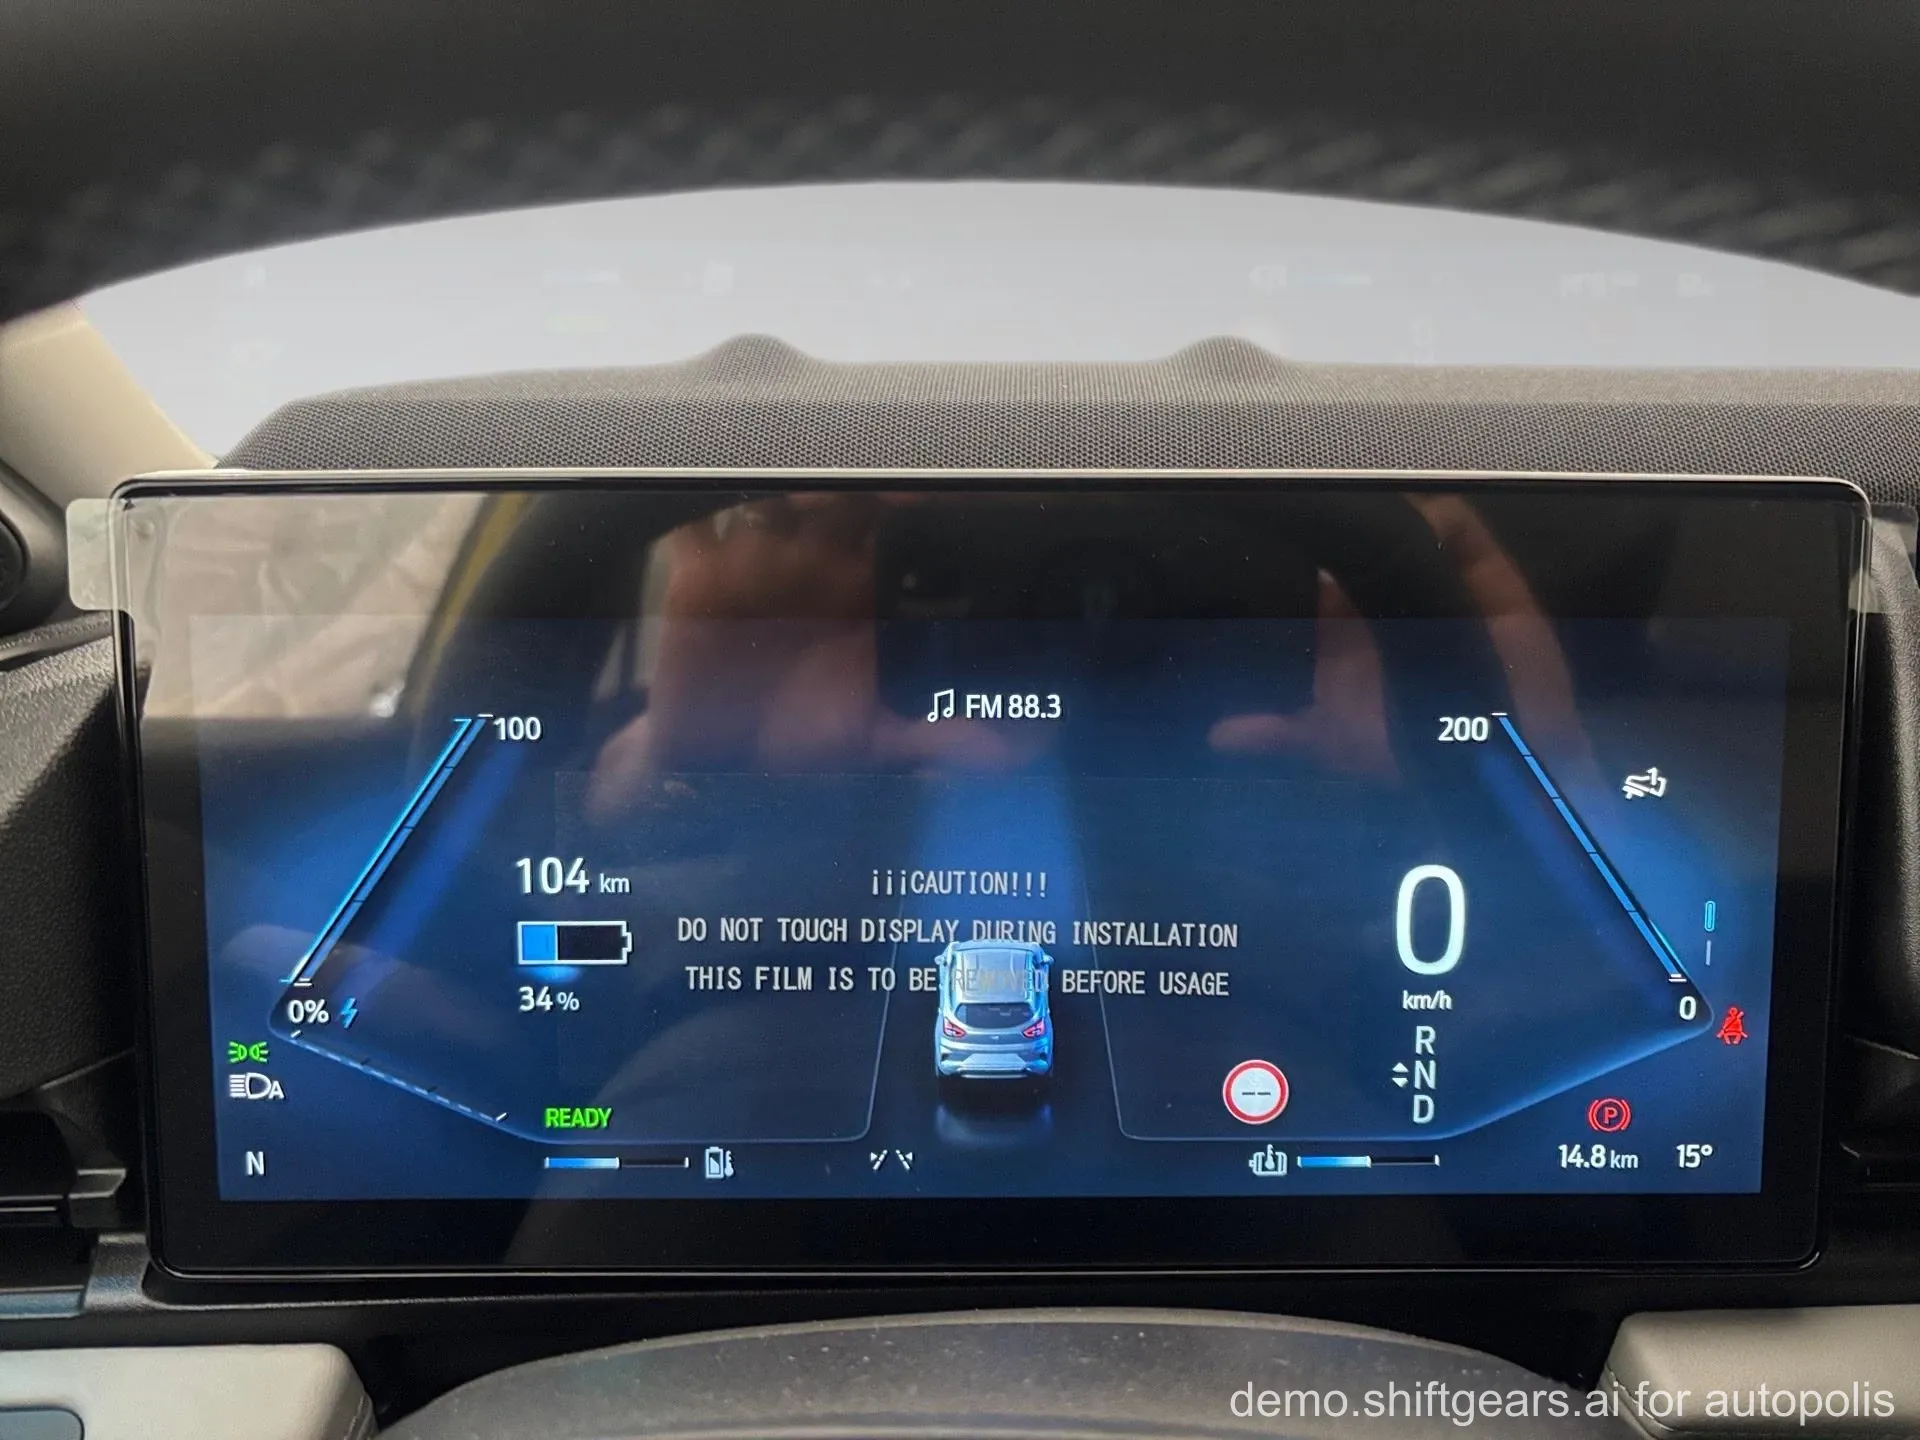 FM 88.3
100
200
104 km
¡¡¡CAUTION!!!
DO NOT TOUCH DISPLAY DURING INSTALLATION
THIS FILM IS TO BE REMOVED BEFORE USAGE
34%
0
km/h
0%
0
R
N
D
A
READY
--
P
N
14.8 km
15°
demo.shiftgears.ai for autopolis